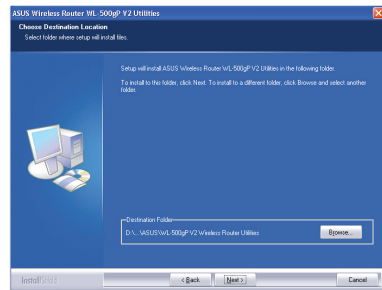 ASUS Wireless Router WL-500gP V2 Utilities
Choose Destination Location
Select folder where setup will install files.
Setup will install ASUS Wireless Router WL-500gP V2 Utilities in the following folder.
To install to this folder, click Next. To install to a different folder, click Browse and select another
folder.
Destination Folder
D:\...\ASUS\WL-500gP V2 Wireless Router Utilities
Browse...
InstallShield
< Back
Next >
Cancel